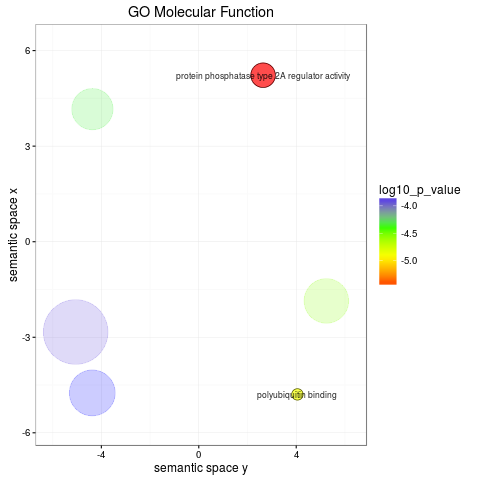 GO Molecular Function
6
3
0
-3
-6
semantic space x
protein phosphatase type 2A regulator activity
polyubiquitin binding
-4
0
4
semantic space y
log10_p_value
-4.0
-4.5
-5.0